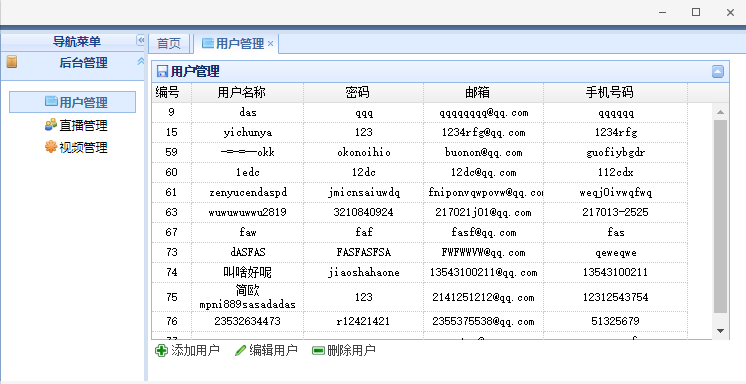 导航菜单
后台管理
用户管理
直播管理
视频管理
首页 用户管理
用户管理
编号 用户名称 密码 邮箱 手机号码
9 das qqq qqqqqqqq@qq.com qqqqqq
15 yichunya 123 1234rfg@qq.com 1234rfg
59 -=-=--okk okonoihio buonon@qq.com guofiybgdr
60 1edc 12dc 12dc@qq.com 112cdx
61 zenyucendaspd jmicnsaiuwdq fniponvqwpovw@qq.com weqj0ivwqfwq
63 wuwuwuwwu2819 3210840924 217021j01@qq.com 217013-2525
67 faw faf fasf@qq.com fas
73 dASFAS FASFASFSA FWFWWVW@qq.com qeweqwe
74 叫啥好呢 jiaoshahaone 13543100211@qq.com 13543100211
75 简欧 mpni889sasadadas 123 2141251212@qq.com 12312543754
76 23532634473 r12421421 2355375538@qq.com 51325679
添加用户 编辑用户 删除用户